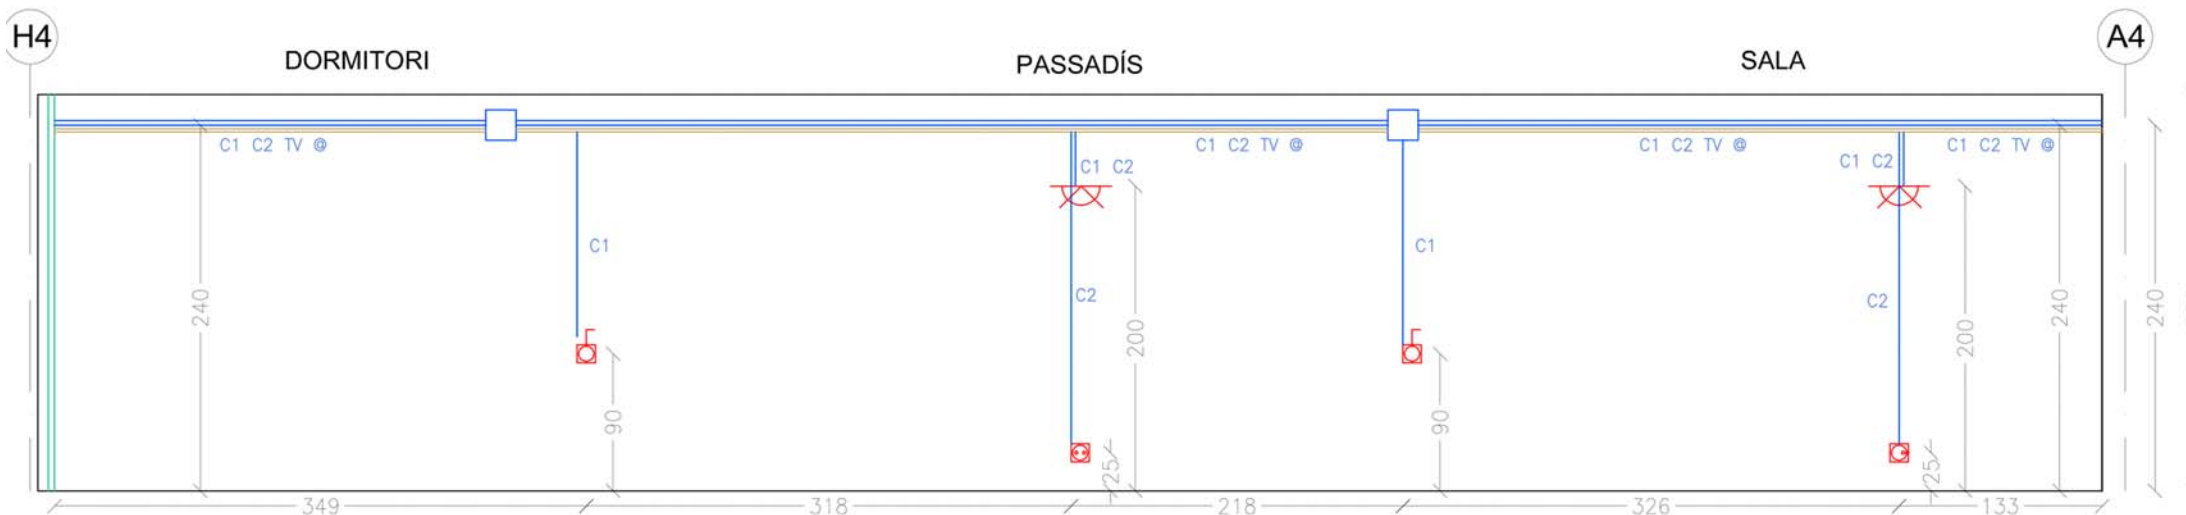 H4
A4
DORMITORI
PASSADÍS
SALA
C1 C2 TV @
C1 C2 TV @
C1 C2 TV @
C1 C2 TV @
C1 C2
C1 C2
C1
C1
C2
C2
240
200
200
240
240
90
90
25
25
349
318
218
326
133